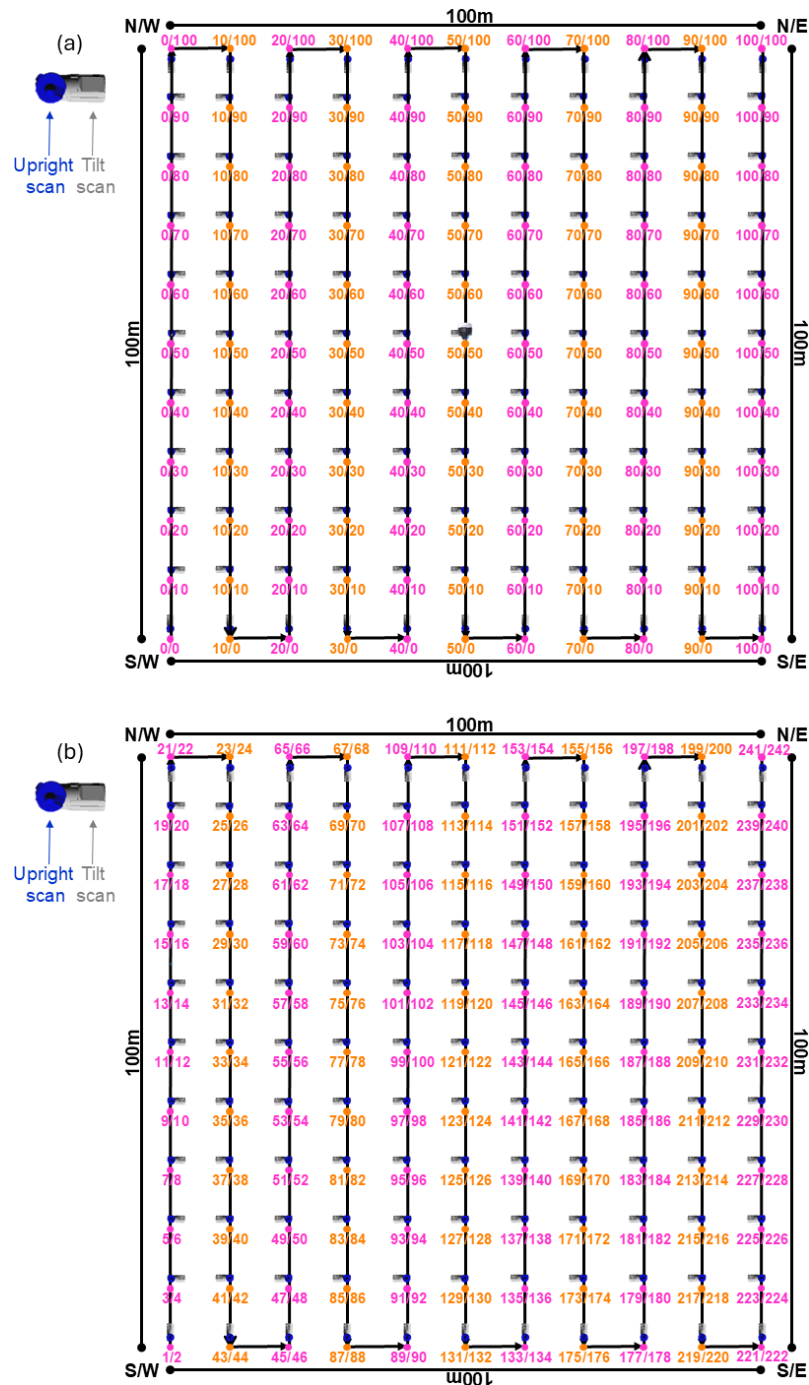 N/W 100m N/E
(a)
0/100 10/100 20/100 30/100 40/100 50/100 60/100 70/100 80/100 90/100 100/100
0/90 10/90 20/90 30/90 40/90 50/90 60/90 70/90 80/90 90/90 100/90
Upright Tilt
scan scan
0/80 10/80 20/80 30/80 40/80 50/80 60/80 70/80 80/80 90/80 100/80
0/70 10/70 20/70 30/70 40/70 50/70 60/70 70/70 80/70 90/70 100/70
0/60 10/60 20/60 30/60 40/60 50/60 60/60 70/60 80/60 90/60 100/60
100m
100m
0/50 10/50 20/50 30/50 40/50 50/50 60/50 70/50 80/50 90/50 100/50
0/40 10/40 20/40 30/40 40/40 50/40 60/40 70/40 80/40 90/40 100/40
0/30 10/30 20/30 30/30 40/30 50/30 60/30 70/30 80/30 90/30 100/30
0/20 10/20 20/20 30/20 40/20 50/20 60/20 70/20 80/20 90/20 100/20
0/10 10/10 20/10 30/10 40/10 50/10 60/10 70/10 80/10 90/10 100/10
0/0 10/0 20/0 30/0 40/0 50/0 60/0 70/0 80/0 90/0 100/0
S/W 100m S/E
N/W 100m N/E
(b)
21/22 23/24 65/66 67/68 109/110 111/112 153/154 155/156 197/198 199/200 241/242
19/20 25/26 63/64 69/70 107/108 113/114 151/152 157/158 195/196 201/202 239/240
Upright Tilt
scan scan
17/18 27/28 61/62 71/72 105/106 115/116 149/150 159/160 193/194 203/204 237/238
15/16 29/30 59/60 73/74 103/104 117/118 147/148 161/162 191/192 205/206 235/236
13/14 31/32 57/58 75/76 101/102 119/120 145/146 163/164 189/190 207/208 233/234
100m
100m
11/12 33/34 55/56 77/78 99/100 121/122 143/144 165/166 187/188 209/210 231/232
9/10 35/36 53/54 79/80 97/98 123/124 141/142 167/168 185/186 211/212 229/230
7/8 37/38 51/52 81/82 95/96 125/126 139/140 169/170 183/184 213/214 227/228
5/6 39/40 49/50 83/84 93/94 127/128 137/138 171/172 181/182 215/216 225/226
3/4 41/42 47/48 85/86 91/92 129/130 135/136 173/174 179/180 217/218 223/224
1/2 43/44 45/46 87/88 89/90 131/132 133/134 175/176 177/178 219/220 221/222
S/W 100m S/E